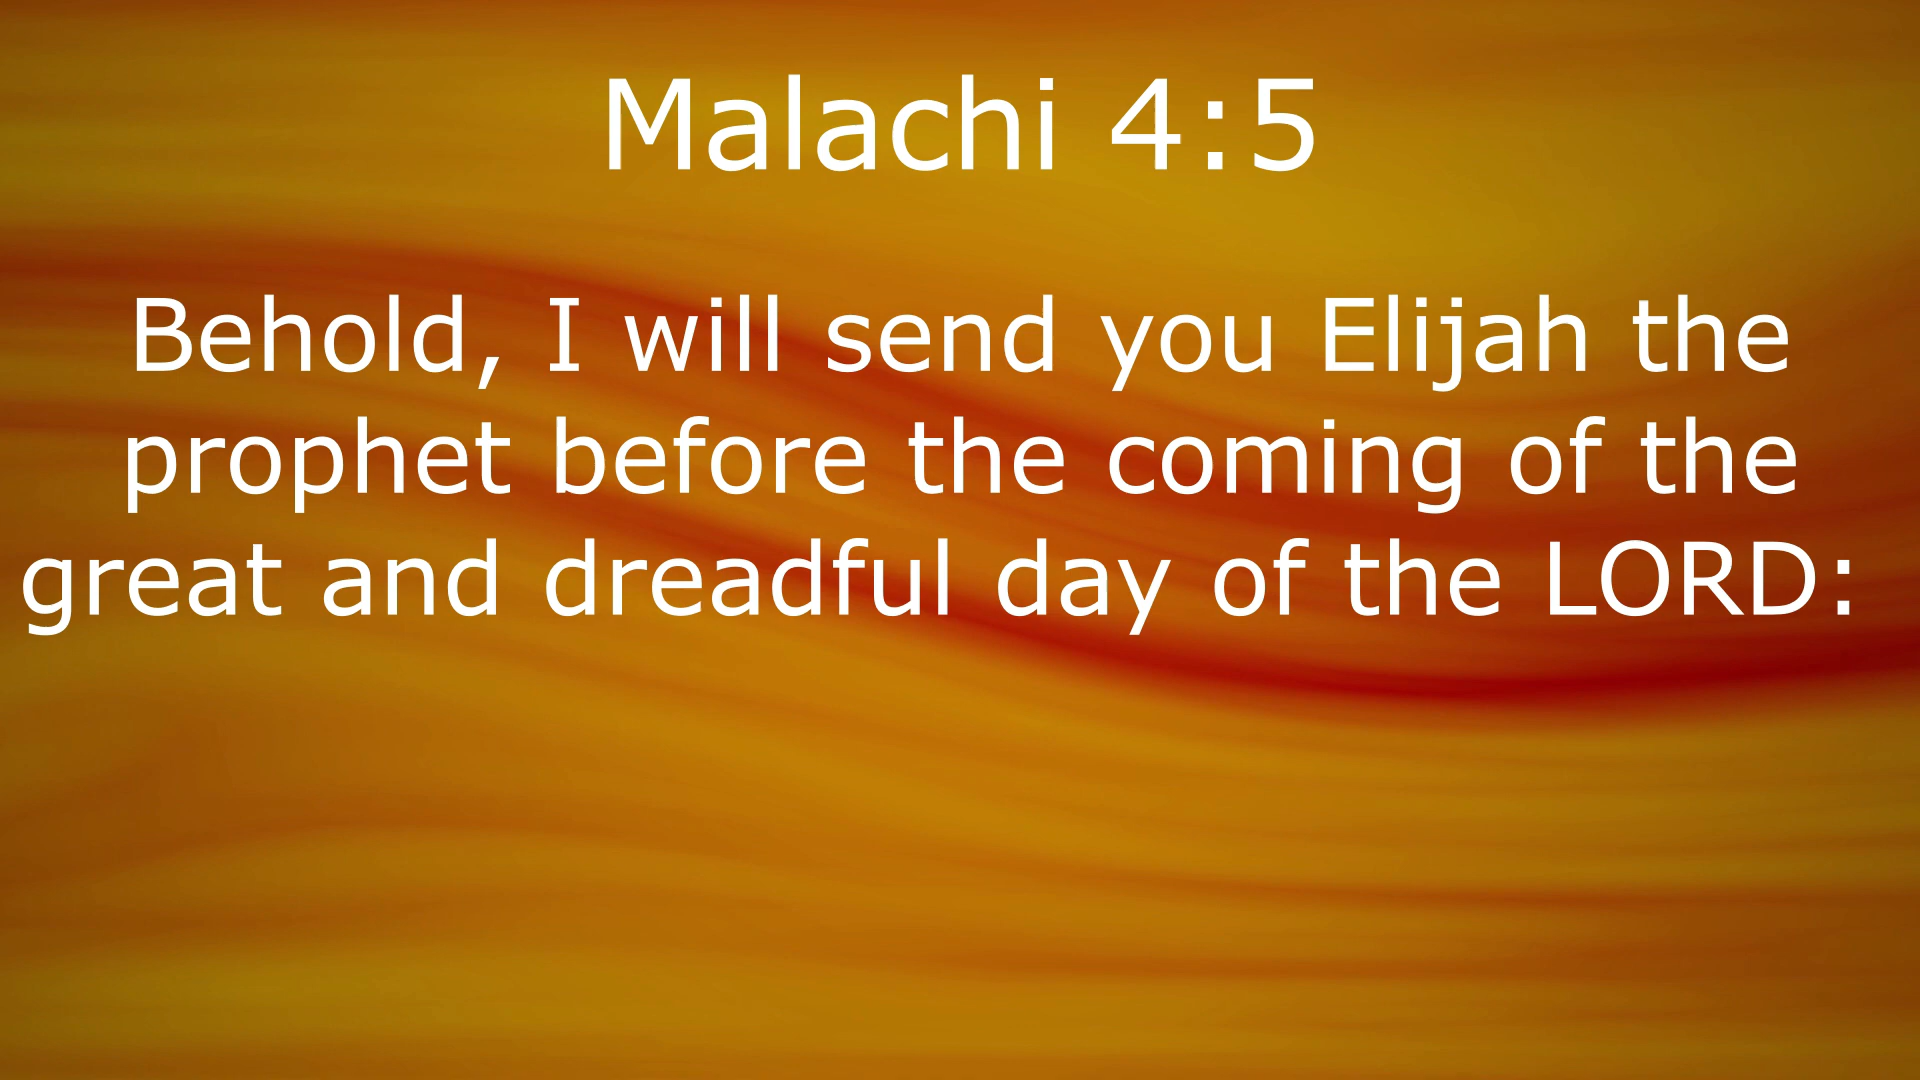 Malachi 4:5
Behold, I will send you Elijah the
prophet before the coming of the
great and dreadful day of the LORD: